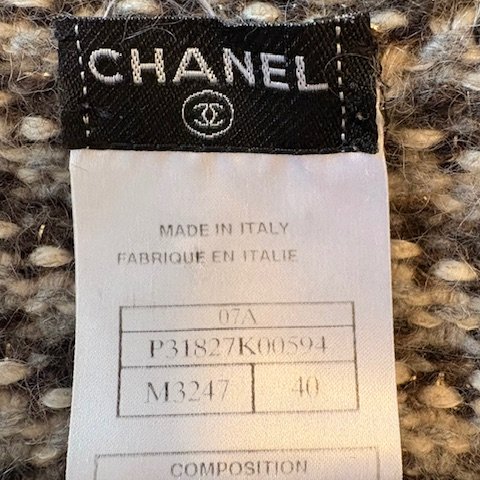 CHANEL
MADE IN ITALY
FABRIQUE EN ITALIE
07A
P31827K00594
M3247 40
COMPOSITION